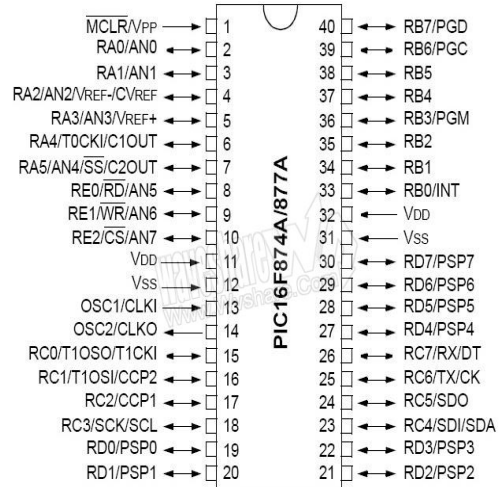 MCLR/VPP 1 40 RB7/PGD
RA0/AN0 2 39 RB6/PGC
RA1/AN1 3 38 RB5
RA2/AN2/VREF-/CVREF 4 37 RB4
RA3/AN3/VREF+ 5 36 RB3/PGM
RA4/T0CKI/C1OUT 6 35 RB2
RA5/AN4/SS/C2OUT 7 34 RB1
RE0/RD/AN5 8 33 RB0/INT
RE1/WR/AN6 9 32 VDD
RE2/CS/AN7 10 31 VSS
VDD 11 30 RD7/PSP7
VSS 12 29 RD6/PSP6
OSC1/CLKI 13 28 RD5/PSP5
OSC2/CLKO 14 27 RD4/PSP4
RC0/T1OSO/T1CKI 15 26 RC7/RX/DT
RC1/T1OSI/CCP2 16 25 RC6/TX/CK
RC2/CCP1 17 24 RC5/SDO
RC3/SCK/SCL 18 23 RC4/SDI/SDA
RD0/PSP0 19 22 RD3/PSP3
RD1/PSP1 20 21 RD2/PSP2
PIC16F874A/877A